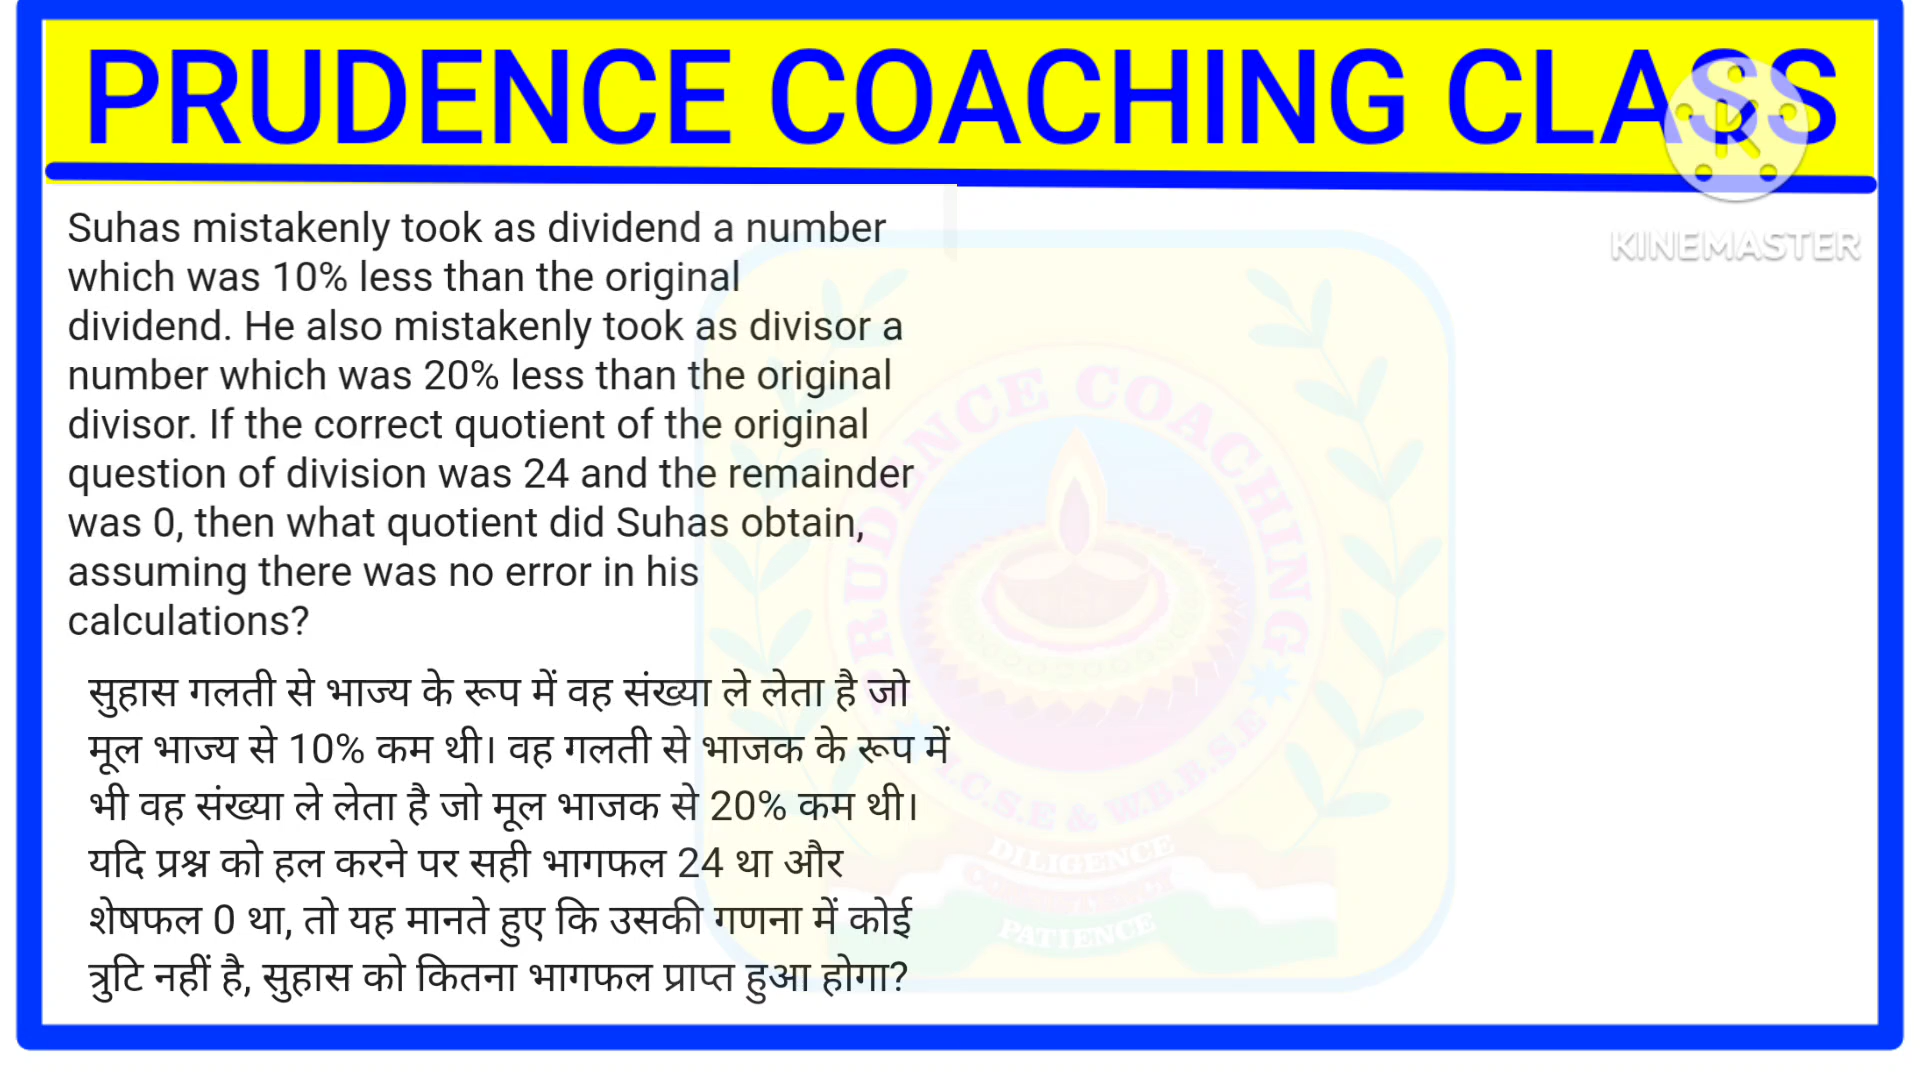 PRUDENCE COACHING CLASS
KINEMASTER
Suhas mistakenly took as dividend a number
which was 10% less than the original
dividend. He also mistakenly took as divisor a
number which was 20% less than the original
divisor. If the correct quotient of the original
question of division was 24 and the remainder
was 0, then what quotient did Suhas obtain,
assuming there was no error in his
calculations?
सुहास गलती से भाज्य के रूप में वह संख्या ले लेता है जो
मूल भाज्य से 10% कम थी। वह गलती से भाजक के रूप में
भी वह संख्या ले लेता है जो मूल भाजक से 20% कम थी।
यदि प्रश्न को हल करने पर सही भागफल 24 था और
शेषफल 0 था, तो यह मानते हुए कि उसकी गणना में कोई
त्रुटि नहीं है, सुहास को कितना भागफल प्राप्त हुआ होगा?
PRUDENCE COACHING
I.C.S.E & W.B.B.S.E
DILIGENCE
PATIENCE